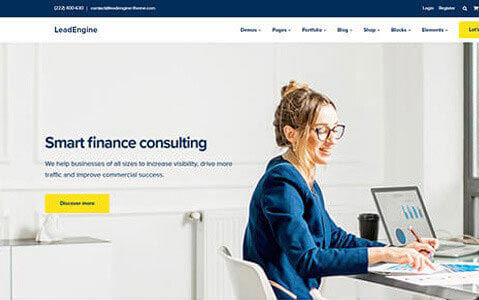 (222) 400-630 | contact@leadengine-theme.com
Login Register
LeadEngine
Demos Pages Portfolio Blog Shop Blocks Elements Let's
Smart finance consulting
We help businesses of all sizes to increase visibility, drive more
traffic and improve commercial success.
Discover more